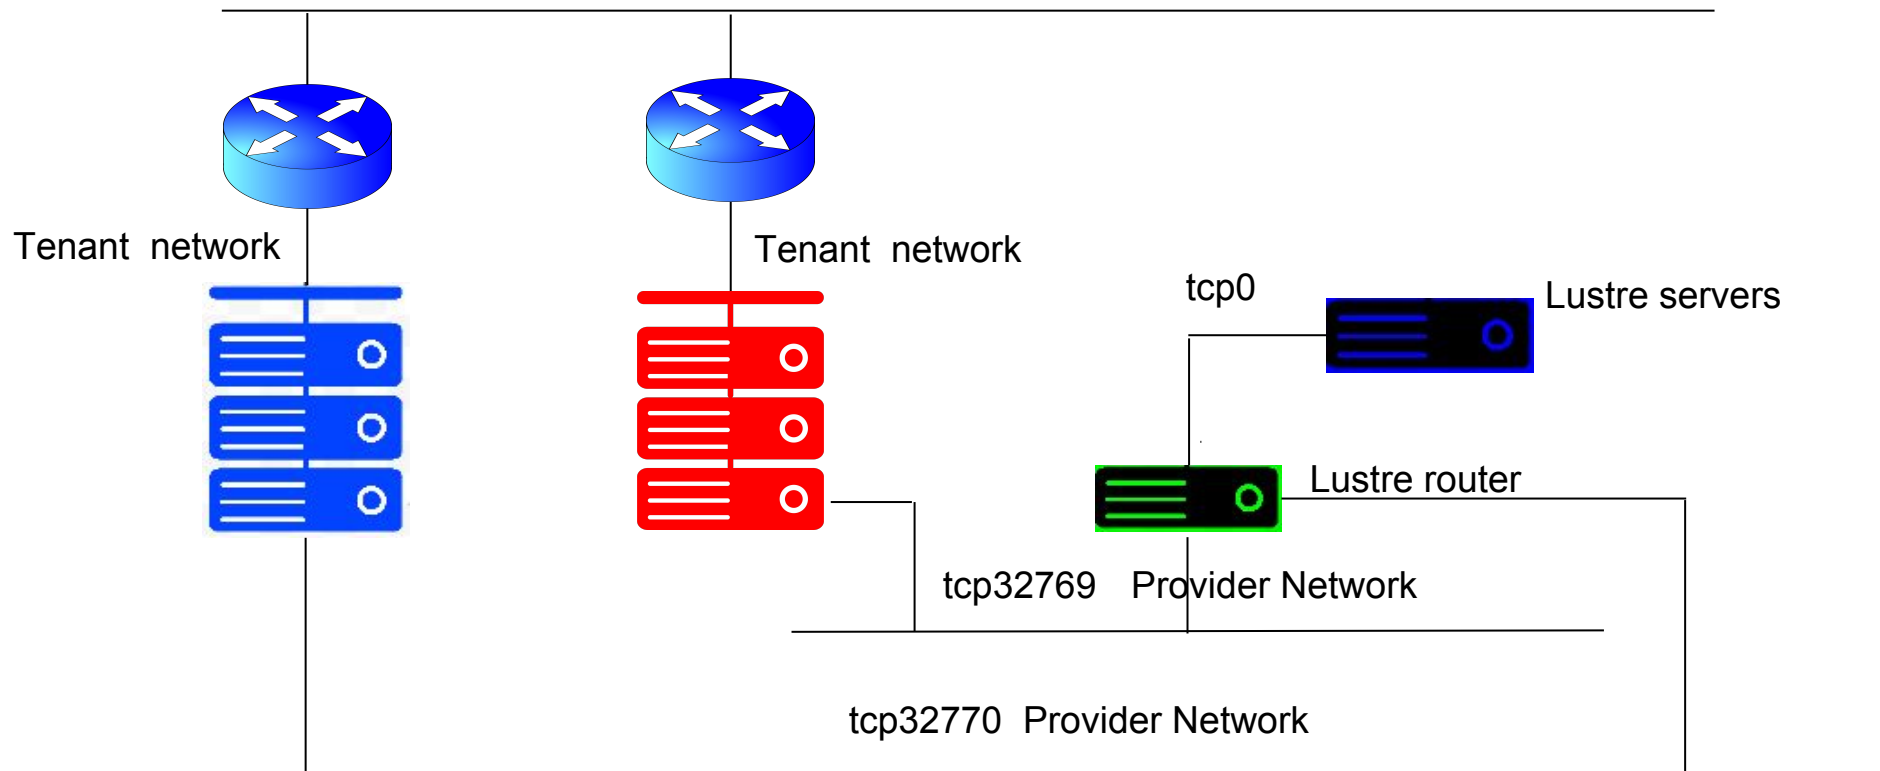 Tenant network
Tenant network
tcp0
Lustre servers
Lustre router
tcp32769 Provider Network
tcp32770 Provider Network